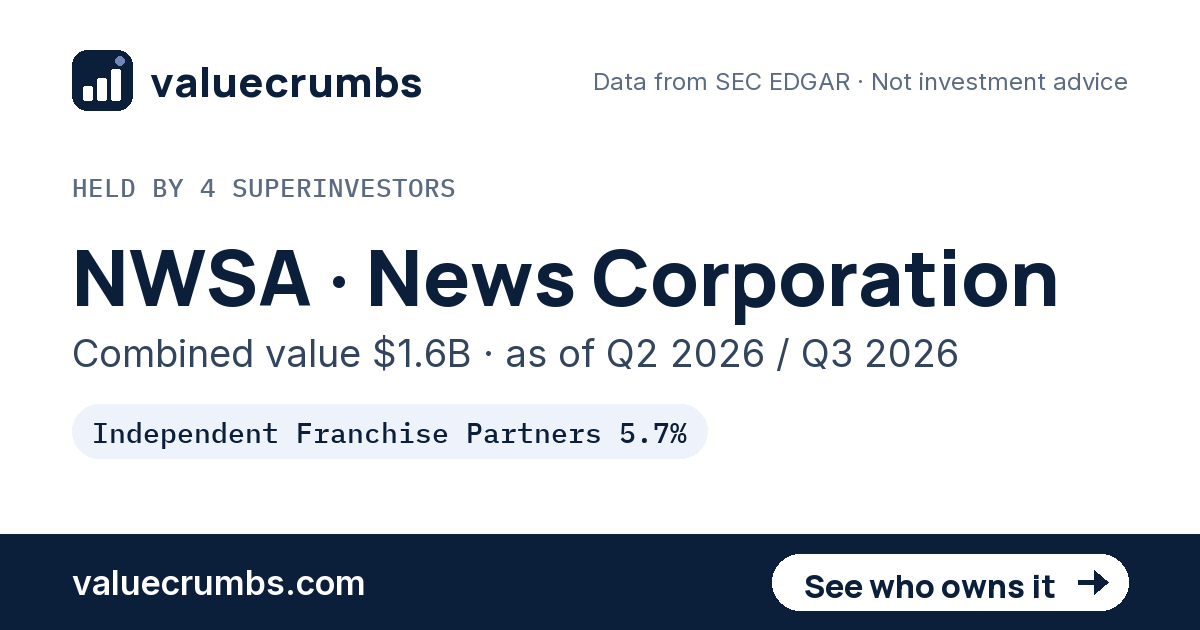 valuecrumbs
Data from SEC EDGAR · Not investment advice
HELD BY 4 SUPERINVESTORS
NWSA · News Corporation
Combined value $1.6B · as of Q2 2026 / Q3 2026
Independent Franchise Partners 5.7%
valuecrumbs.com
See who owns it →